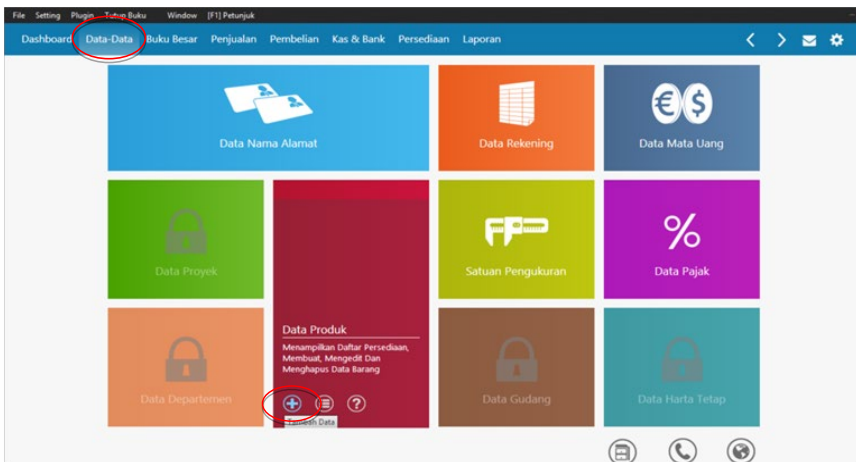 File Setting Plugin Tutup Buku Window [F1] Petunjuk
Dashboard Data-Data Buku Besar Penjualan Pembelian Kas & Bank Persediaan Laporan
Data Nama Alamat
Data Rekening
€ $
Data Mata Uang
Data Proyek
Data Produk
Menampilkan Daftar Persediaan,
Membuat, Mengedit Dan
Menghapus Data Barang
?
Tambah Data
Satuan Pengukuran
%
Data Pajak
Data Departemen
Data Gudang
Data Harta Tetap